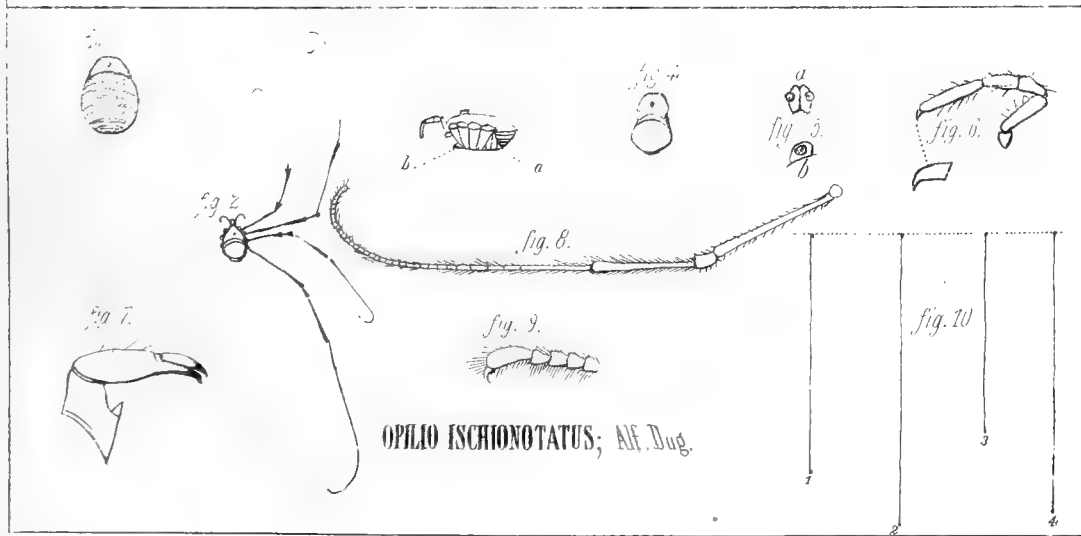 fig. 4
a
fig. 5.
b
fig. 6.
b.
a
fig. 2
fig. 8.
fig. 7.
fig. 9.
fig. 10
OPILIO ISCHIONOTATUS; Alf. Dug.
1
2
3
4